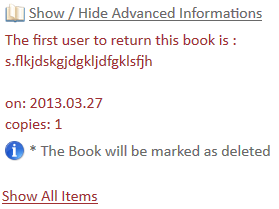 Show / Hide Advanced Informations
The first user to return this book is :
s.flkjdskgjdgkljdfgklsfjh
on: 2013.03.27
copies: 1
* The Book will be marked as deleted
Show All Items